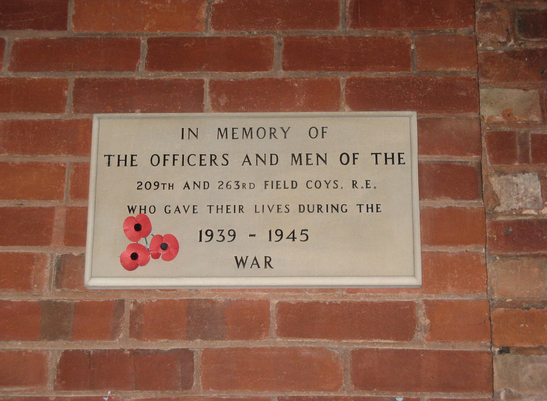 IN MEMORY OF
THE OFFICERS AND MEN OF THE
209TH AND 263RD FIELD COYS. R.E.
WHO GAVE THEIR LIVES DURING THE
1939 - 1945
WAR